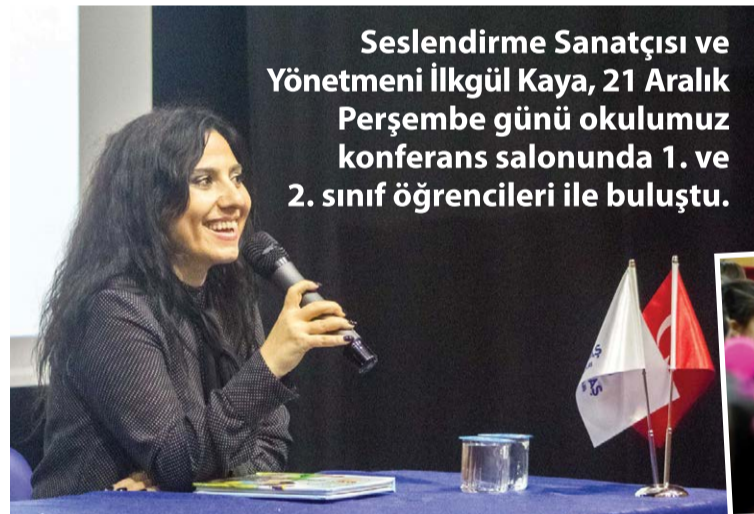 Seslendirme Sanatçısı ve
Yönetmeni İlkgül Kaya, 21 Aralık
Perşembe günü okulumuz
konferans salonunda 1. ve
2. sınıf öğrencileri ile buluştu.